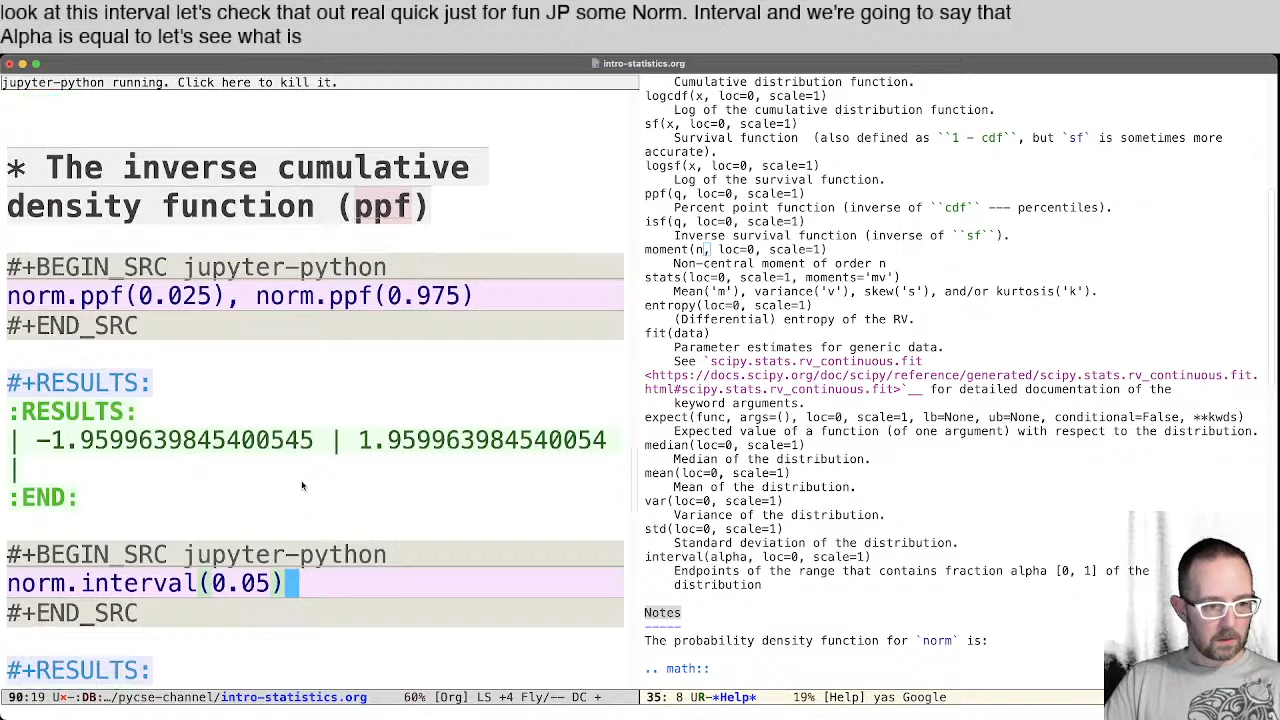 look at this interval let's check that out real quick just for fun JP some Norm. Interval and we're going to say that
Alpha is equal to let's see what is
intro-statistics.org
jupyter-python running. Click here to kill it.
* The inverse cumulative
density function (ppf)
#+BEGIN_SRC jupyter-python
norm.ppf(0.025), norm.ppf(0.975)
#+END_SRC
#+RESULTS:
:RESULTS:
| -1.9599639845400545 | 1.959963984540054
|
:END:
#+BEGIN_SRC jupyter-python
norm.interval(0.05)
#+END_SRC
#+RESULTS:
90:19 U×-:DB:…/pycse-channel/intro-statistics.org 60% [Org] LS +4 Fly/-- DC +
Cumulative distribution function.
logcdf(x, loc=0, scale=1)
Log of the cumulative distribution function.
sf(x, loc=0, scale=1)
Survival function  (also defined as ``1 - cdf``, but `sf` is sometimes more
accurate).
logsf(x, loc=0, scale=1)
Log of the survival function.
ppf(q, loc=0, scale=1)
Percent point function (inverse of ``cdf`` --- percentiles).
isf(q, loc=0, scale=1)
Inverse survival function (inverse of ``sf``).
moment(n, loc=0, scale=1)
Non-central moment of order n
stats(loc=0, scale=1, moments='mv')
Mean('m'), variance('v'), skew('s'), and/or kurtosis('k').
entropy(loc=0, scale=1)
(Differential) entropy of the RV.
fit(data)
Parameter estimates for generic data.
See `scipy.stats.rv_continuous.fit
<https://docs.scipy.org/doc/scipy/reference/generated/scipy.stats.rv_continuous.fit.
html#scipy.stats.rv_continuous.fit>`__ for detailed documentation of the
keyword arguments.
expect(func, args=(), loc=0, scale=1, lb=None, ub=None, conditional=False, **kwds)
Expected value of a function (of one argument) with respect to the distribution.
median(loc=0, scale=1)
Median of the distribution.
mean(loc=0, scale=1)
Mean of the distribution.
var(loc=0, scale=1)
Variance of the distribution.
std(loc=0, scale=1)
Standard deviation of the distribution.
interval(alpha, loc=0, scale=1)
Endpoints of the range that contains fraction alpha [0, 1] of the
distribution
Notes
-----
The probability density function for `norm` is:
.. math::
35: 8 UR-*Help* 19% [Help] yas Google